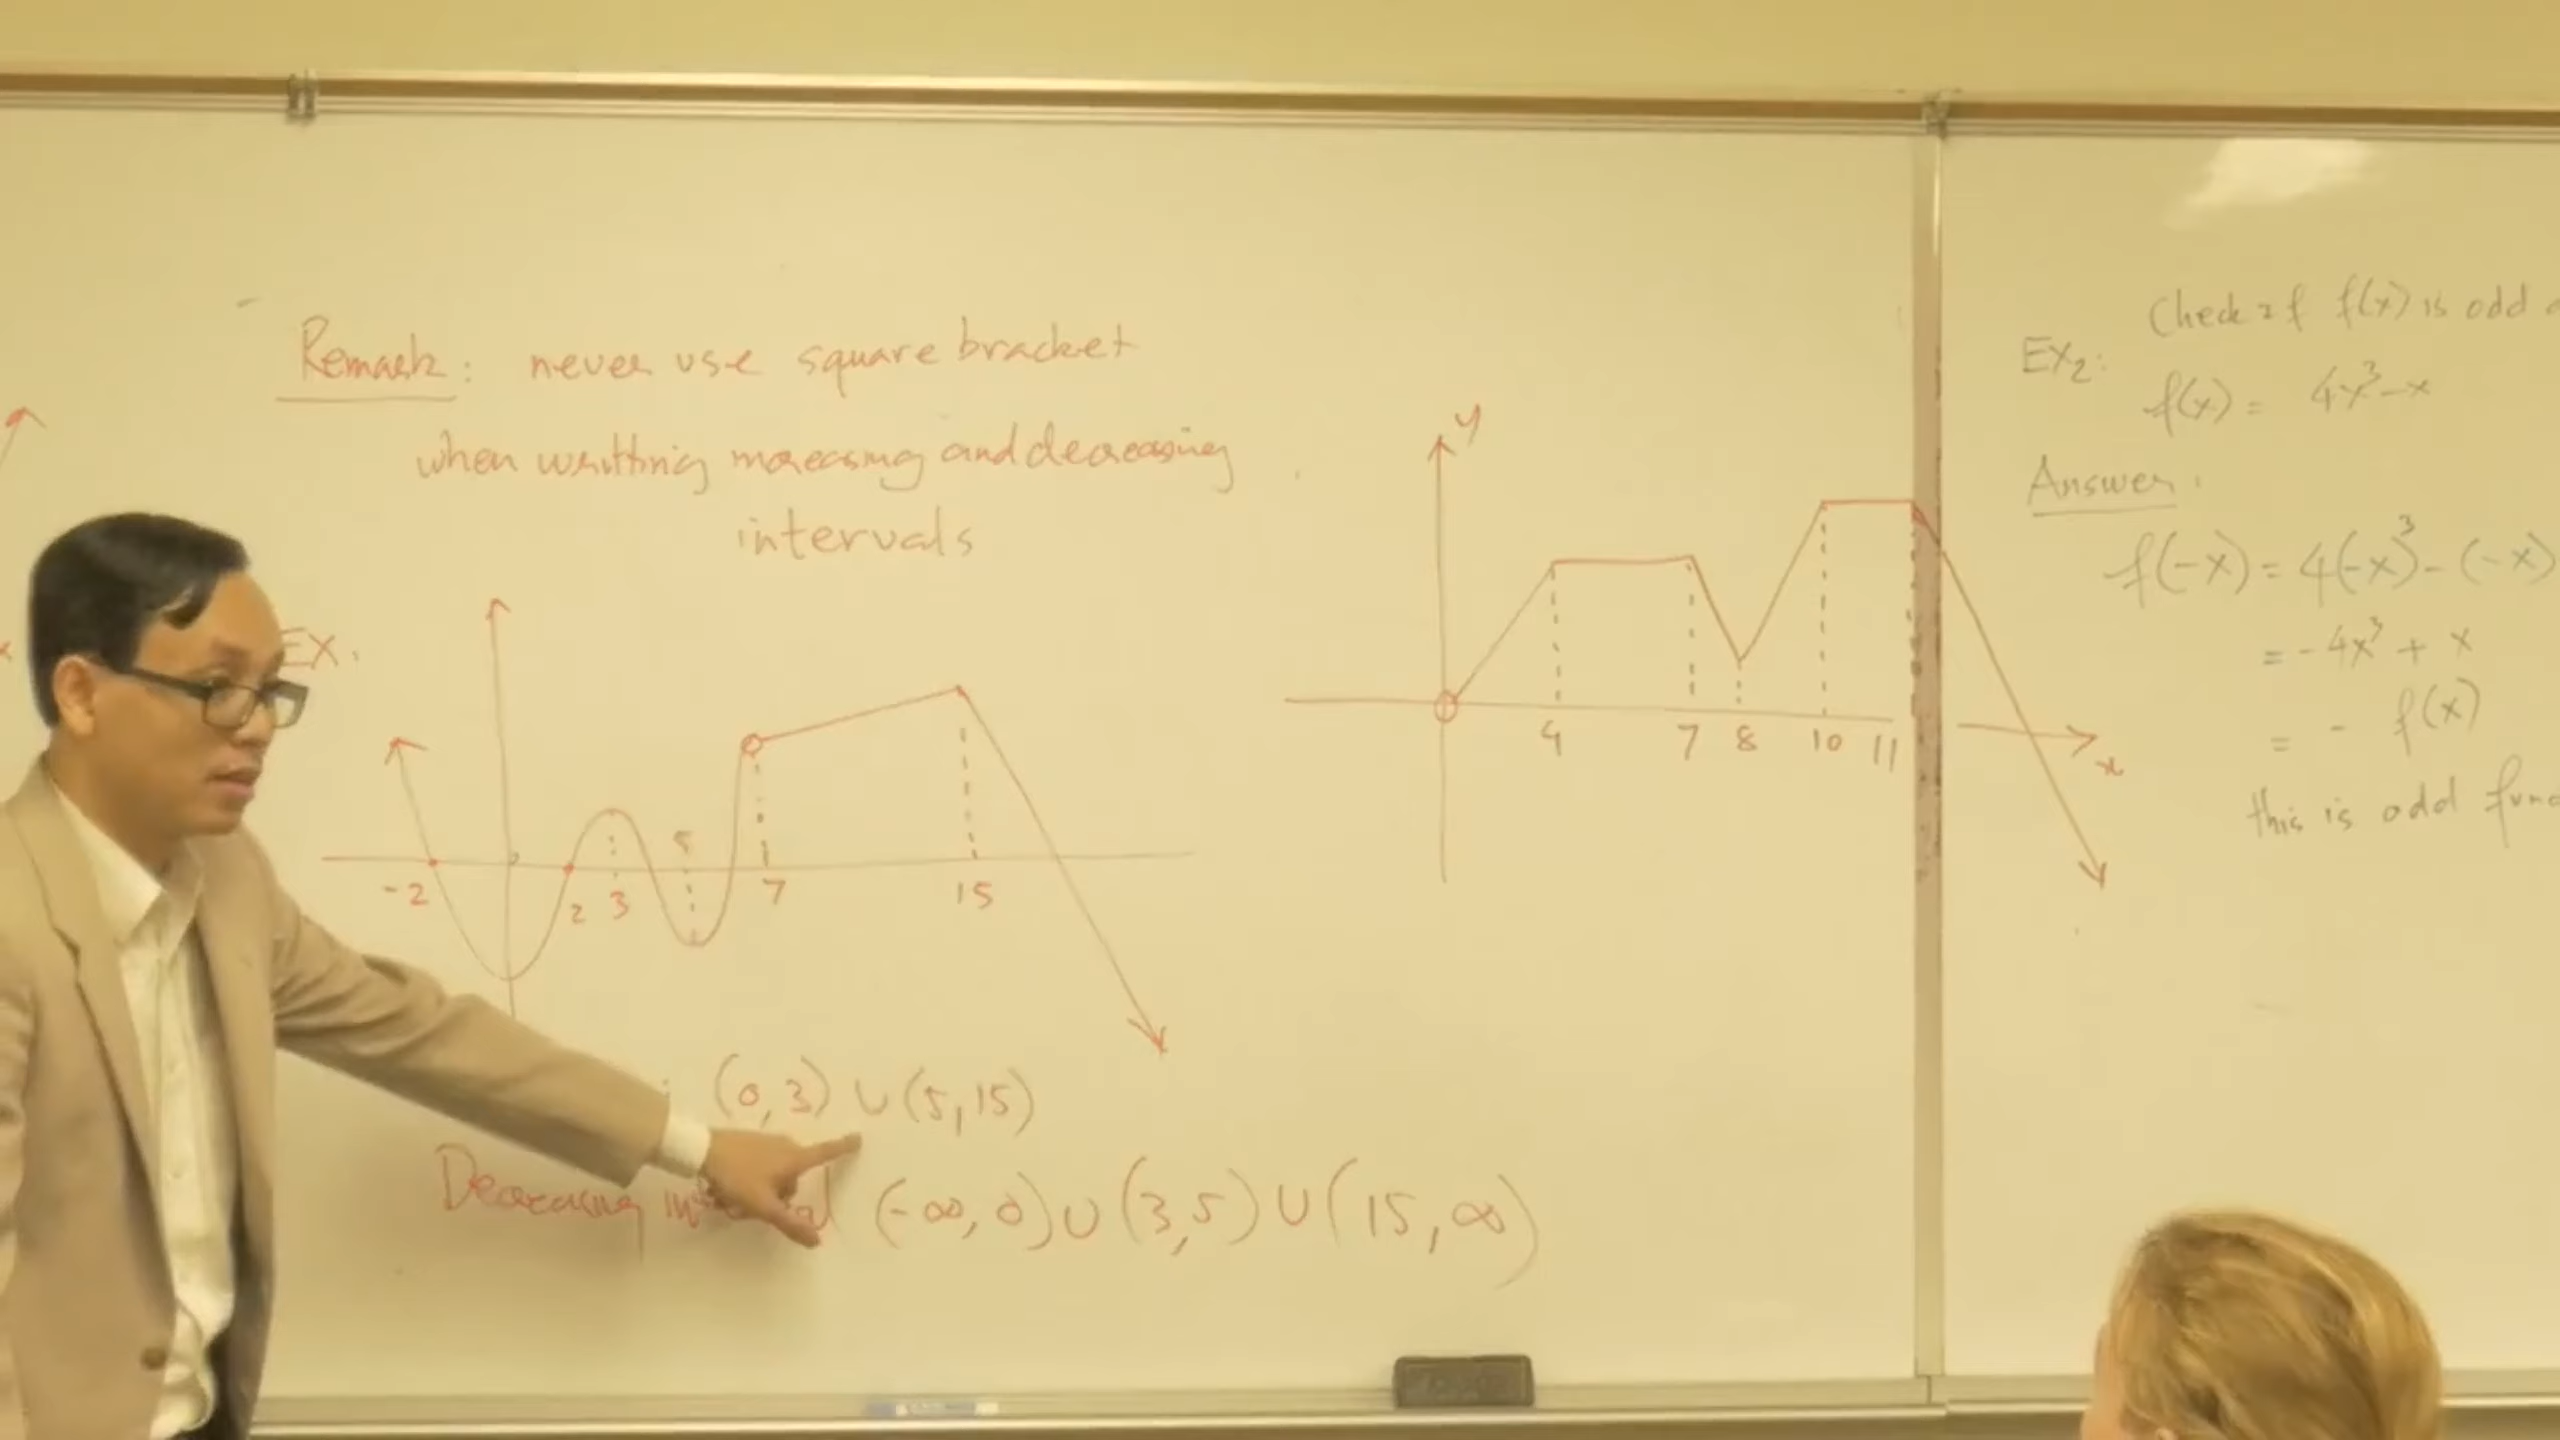 Remark: never use square bracket
when writting increasing and decreasing
intervals
EX.
-2 2 3 5 7 15
(0,3) ∪ (5,15)
Decreasing (-∞, 0) ∪ (3,5) ∪ (15, ∞)
y
4 7 8 10 11
x
Check if f(x) is odd
EX2:
f(x) = 4x³-x
Answer:
f(-x) = 4(-x)³-(-x)
= -4x³ + x
= - f(x)
this is odd